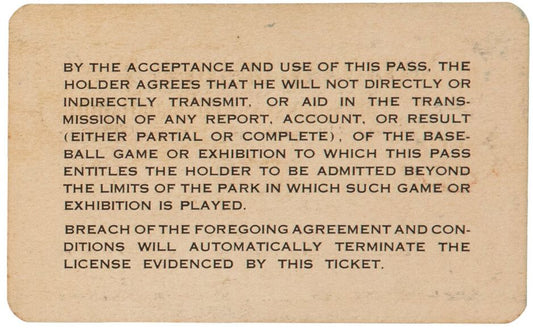 BY THE ACCEPTANCE AND USE OF THIS PASS, THE
HOLDER AGREES THAT HE WILL NOT DIRECTLY OR
INDIRECTLY TRANSMIT, OR AID IN THE TRANS-
MISSION OF ANY REPORT, ACCOUNT, OR RESULT
(EITHER PARTIAL OR COMPLETE), OF THE BASE-
BALL GAME OR EXHIBITION TO WHICH THIS PASS
ENTITLES THE HOLDER TO BE ADMITTED BEYOND
THE LIMITS OF THE PARK IN WHICH SUCH GAME OR
EXHIBITION IS PLAYED.
BREACH OF THE FOREGOING AGREEMENT AND CON-
DITIONS WILL AUTOMATICALLY TERMINATE THE
LICENSE EVIDENCED BY THIS TICKET.